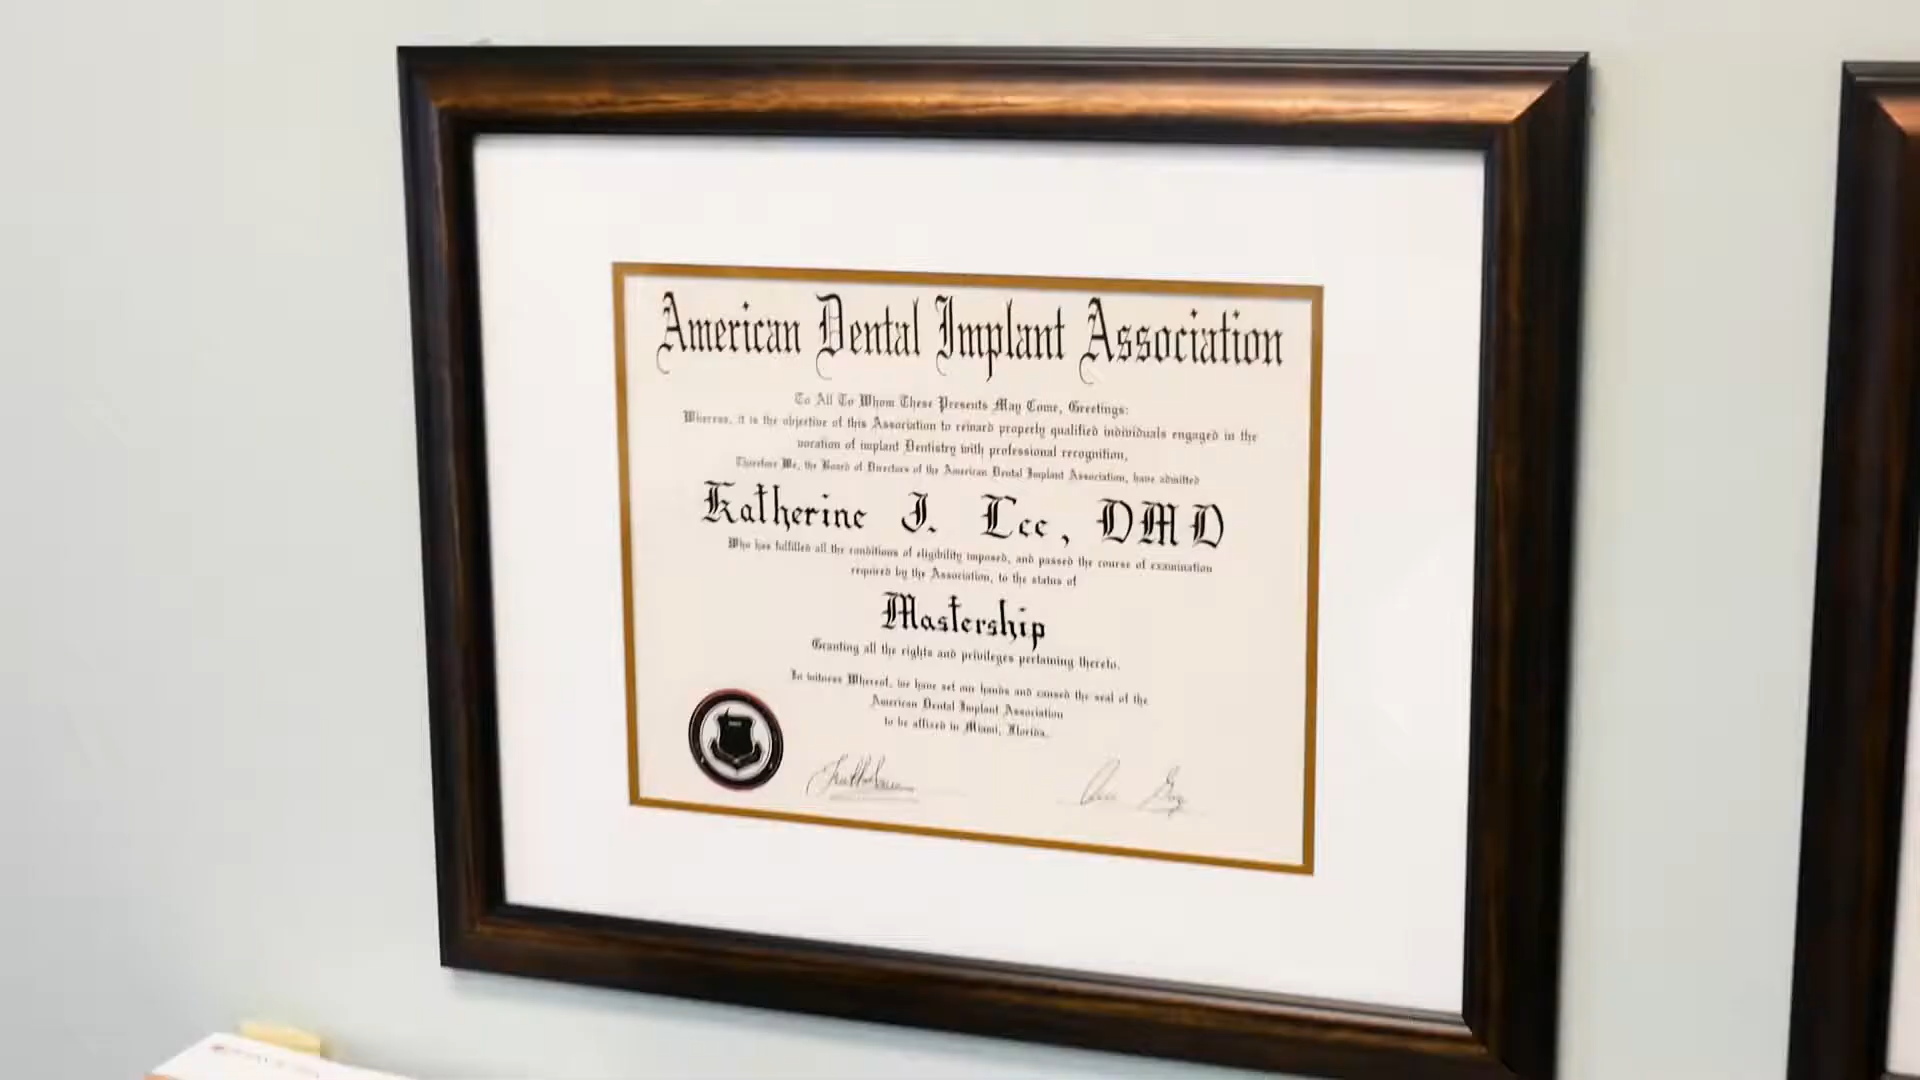 American Dental Implant Association
To All To Whom These Presents May Come, Greetings:
Whereas, it is the objective of this Association to reward properly qualified individuals engaged in the
vocation of implant Dentistry with professional recognition,
Therefore We, the Board of Directors of the American Dental Implant Association, have admitted
Katherine J. Lee, DMD
Who has fulfilled all the conditions of eligibility imposed, and passed the course of examination
required by the Association, to the status of
Mastership
Granting all the rights and privileges pertaining thereto.
In witness Whereof, we have set our hands and caused the seal of the
American Dental Implant Association
to be affixed in Miami, Florida.